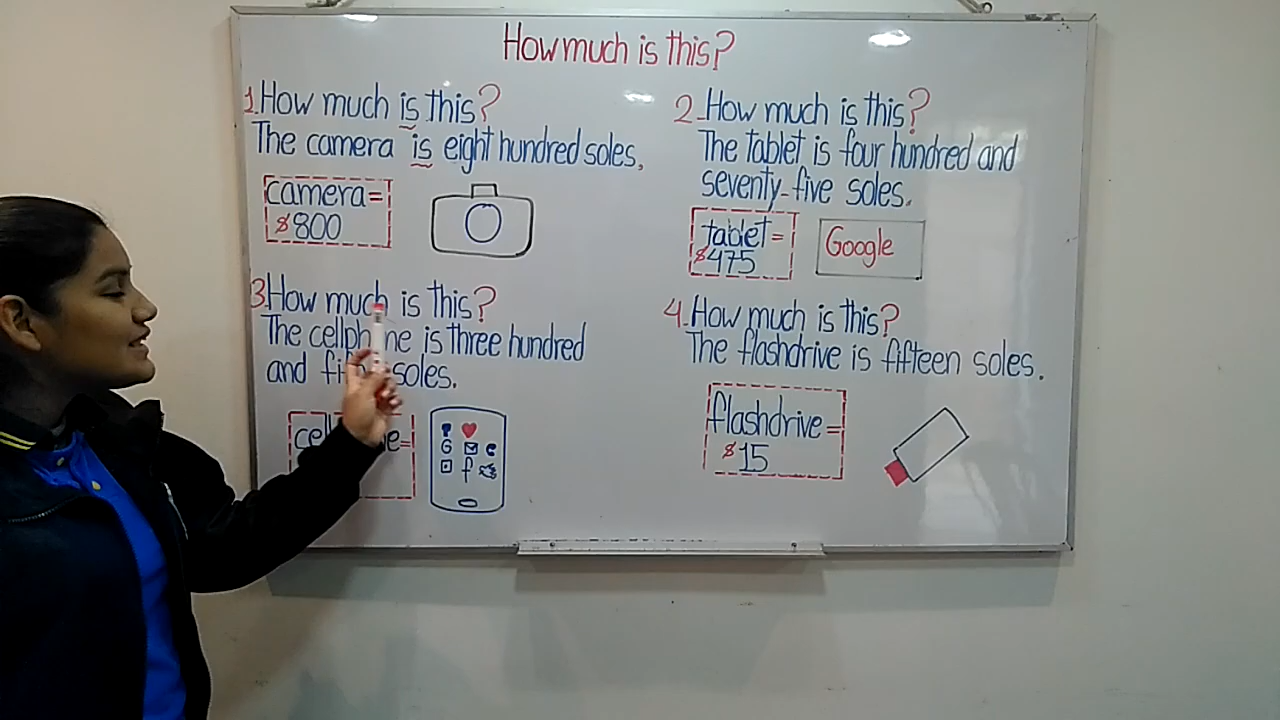 How much is this?
1. How much is this?
The camera is eight hundred soles.
camera=
$800
2. How much is this?
The tablet is four hundred and
seventy-five soles.
tablet=
$475
Google
3. How much is this?
The is three hundred
and soles.
4. How much is this?
The flashdrive is fifteen soles.
flashdrive=
$15